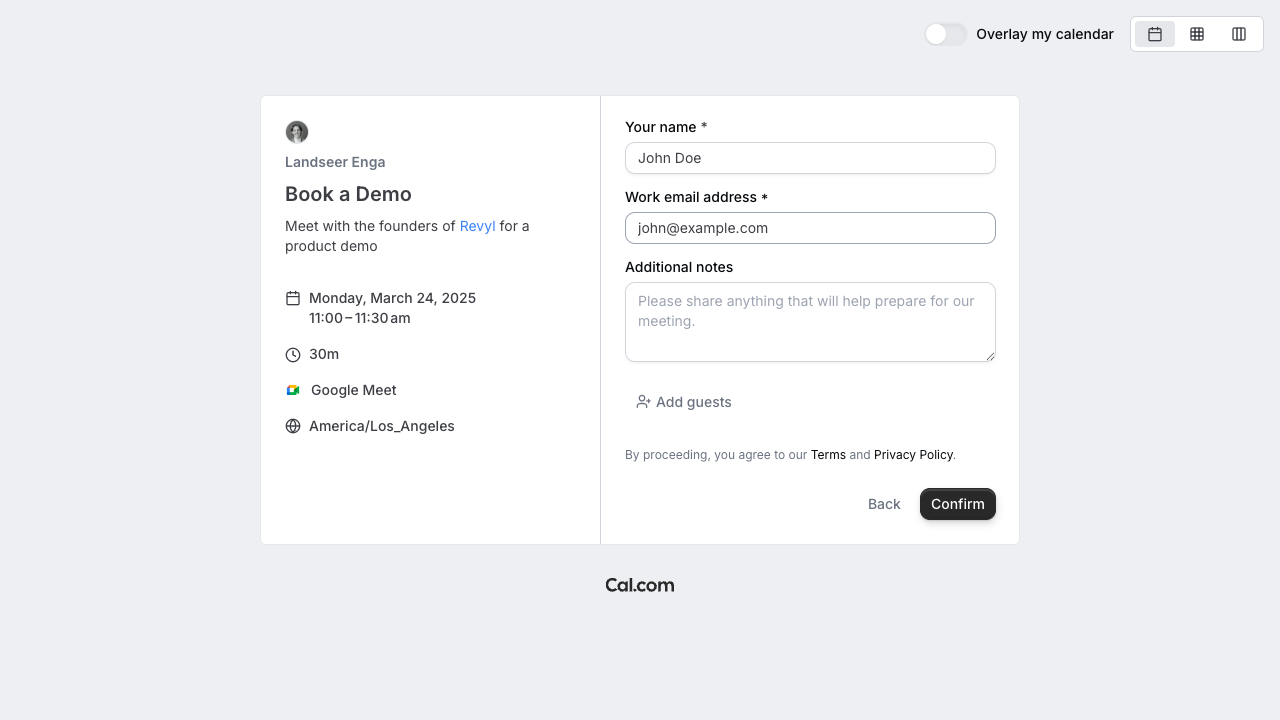 Overlay my calendar
Landseer Enga
Book a Demo
Meet with the founders of Revyl for a
product demo
Monday, March 24, 2025
11:00 – 11:30 am
30m
Google Meet
America/Los_Angeles
Your name *
John Doe
Work email address *
john@example.com
Additional notes
Please share anything that will help prepare for our
meeting.
Add guests
By proceeding, you agree to our Terms and Privacy Policy.
Back
Confirm
Cal.com